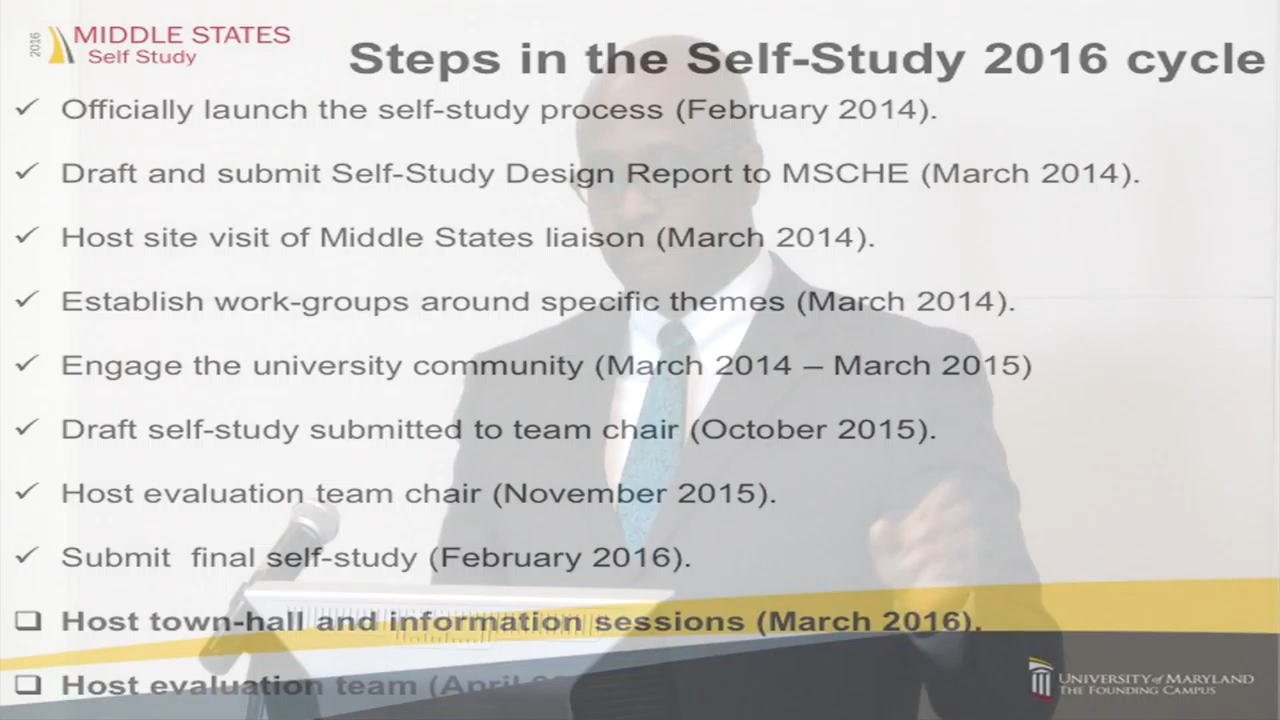 2016
MIDDLE STATES
Self Study
Steps in the Self-Study 2016 cycle
✓ Officially launch the self-study process (February 2014).
✓ Draft and submit Self-Study Design Report to MSCHE (March 2014).
✓ Host site visit of Middle States liaison (March 2014).
✓ Establish work-groups around specific themes (March 2014).
✓ Engage the university community (March 2014 – March 2015)
✓ Draft self-study submitted to team chair (October 2015).
✓ Host evaluation team chair (November 2015).
✓ Submit final self-study (February 2016).
❑ Host town-hall and information sessions (March 2016).
❑ Host evaluation team (April
UNIVERSITY of MARYLAND
THE FOUNDING CAMPUS